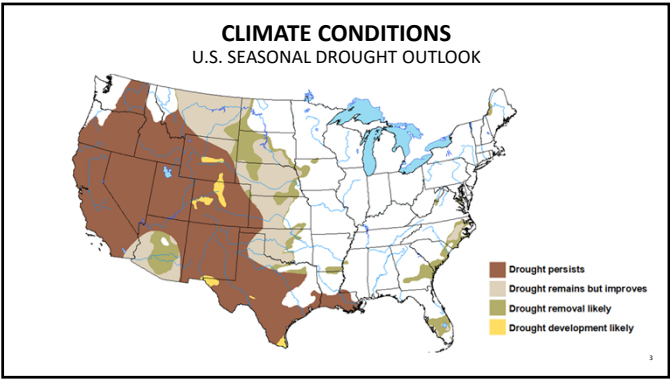 CLIMATE CONDITIONS
U.S. SEASONAL DROUGHT OUTLOOK
Drought persists
Drought remains but improves
Drought removal likely
Drought development likely
3